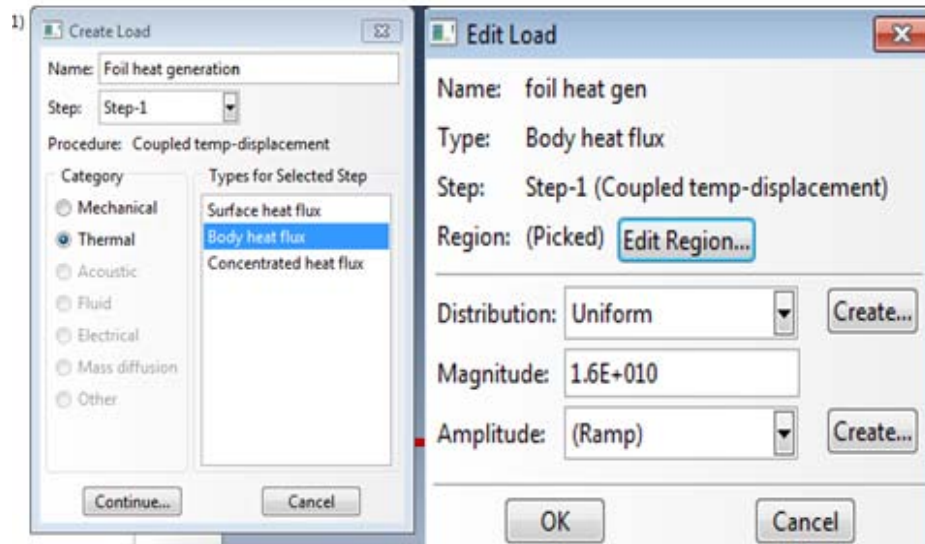 1)
Create Load
Name: Foil heat generation
Step: Step-1
Procedure: Coupled temp-displacement
Category
Mechanical
Thermal
Acoustic
Fluid
Electrical
Mass diffusion
Other
Types for Selected Step
Surface heat flux
Body heat flux
Concentrated heat flux
Continue...
Cancel
Edit Load
Name: foil heat gen
Type: Body heat flux
Step: Step-1 (Coupled temp-displacement)
Region: (Picked) Edit Region...
Distribution: Uniform Create...
Magnitude: 1.6E+010
Amplitude: (Ramp) Create...
OK
Cancel